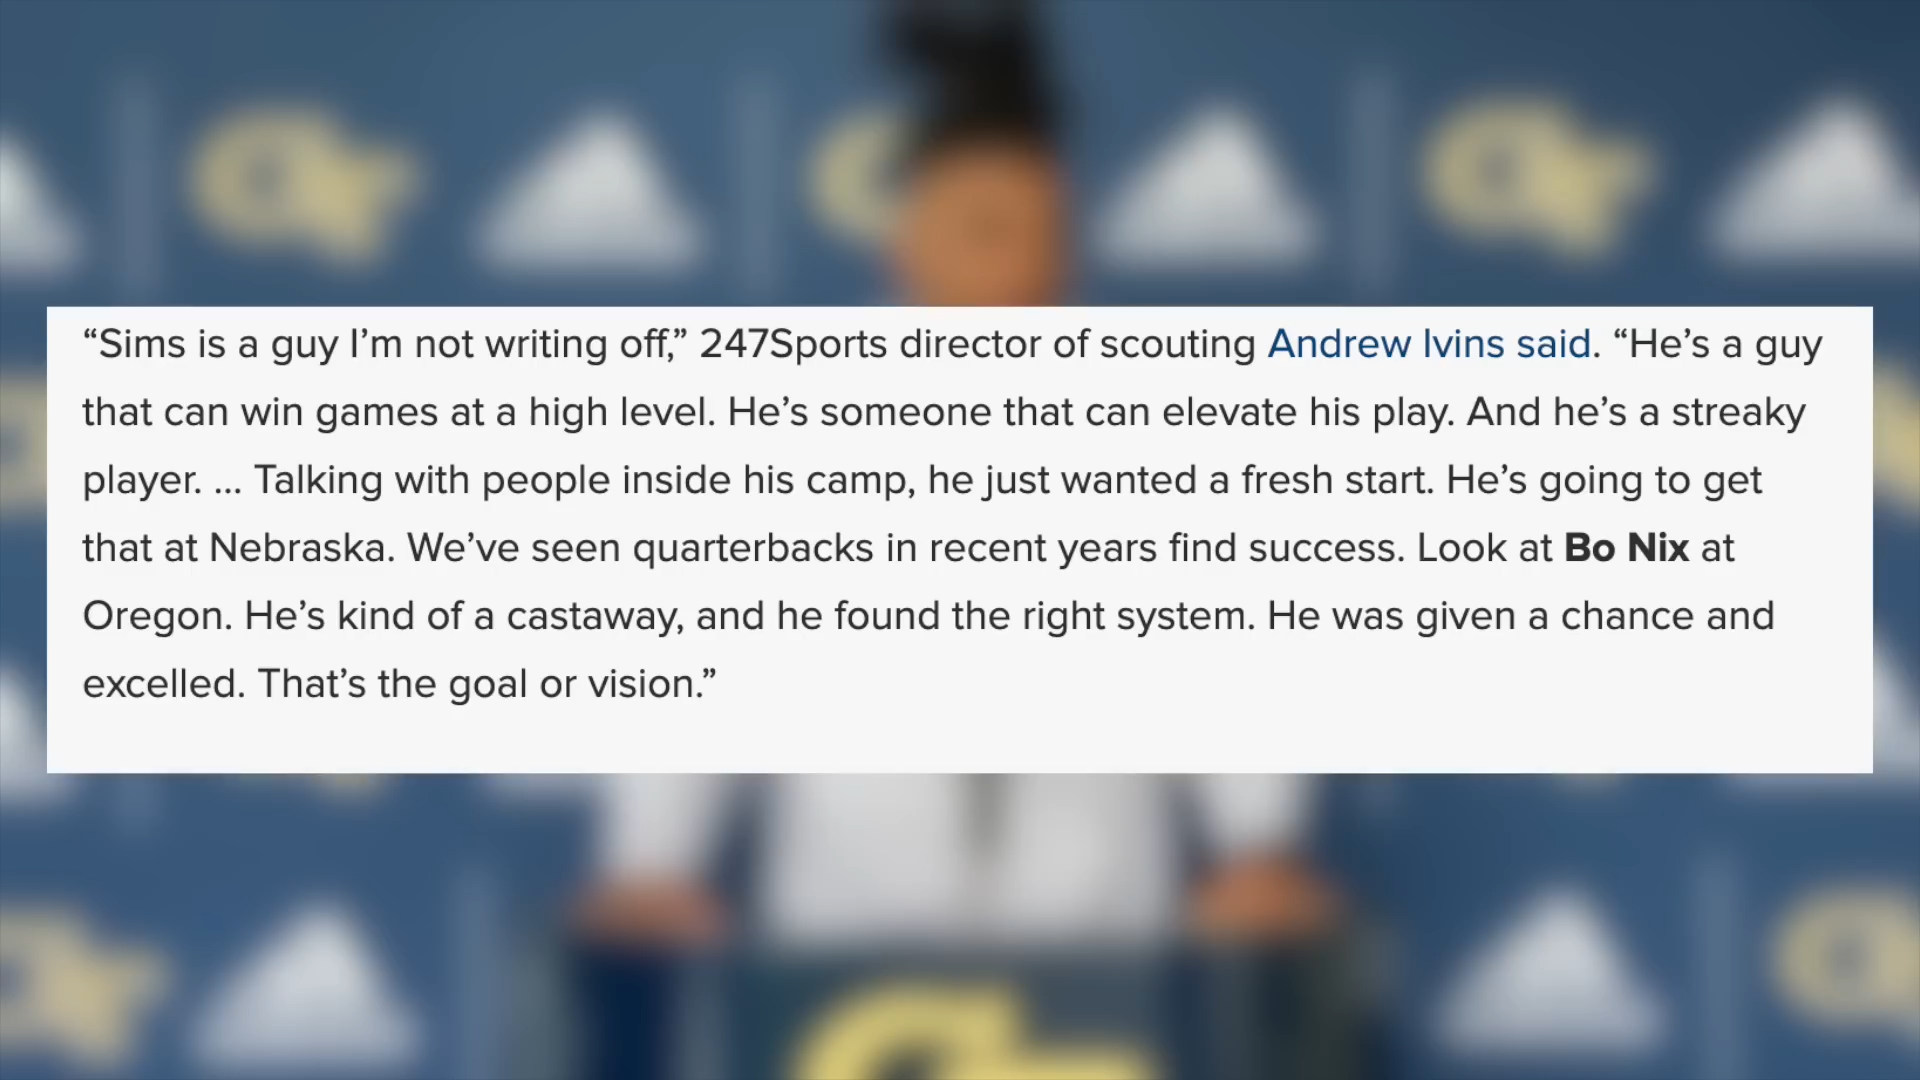 “Sims is a guy I’m not writing off,” 247Sports director of scouting Andrew Ivins said. “He’s a guy
that can win games at a high level. He’s someone that can elevate his play. And he’s a streaky
player. ... Talking with people inside his camp, he just wanted a fresh start. He’s going to get
that at Nebraska. We’ve seen quarterbacks in recent years find success. Look at Bo Nix at
Oregon. He’s kind of a castaway, and he found the right system. He was given a chance and
excelled. That’s the goal or vision.”